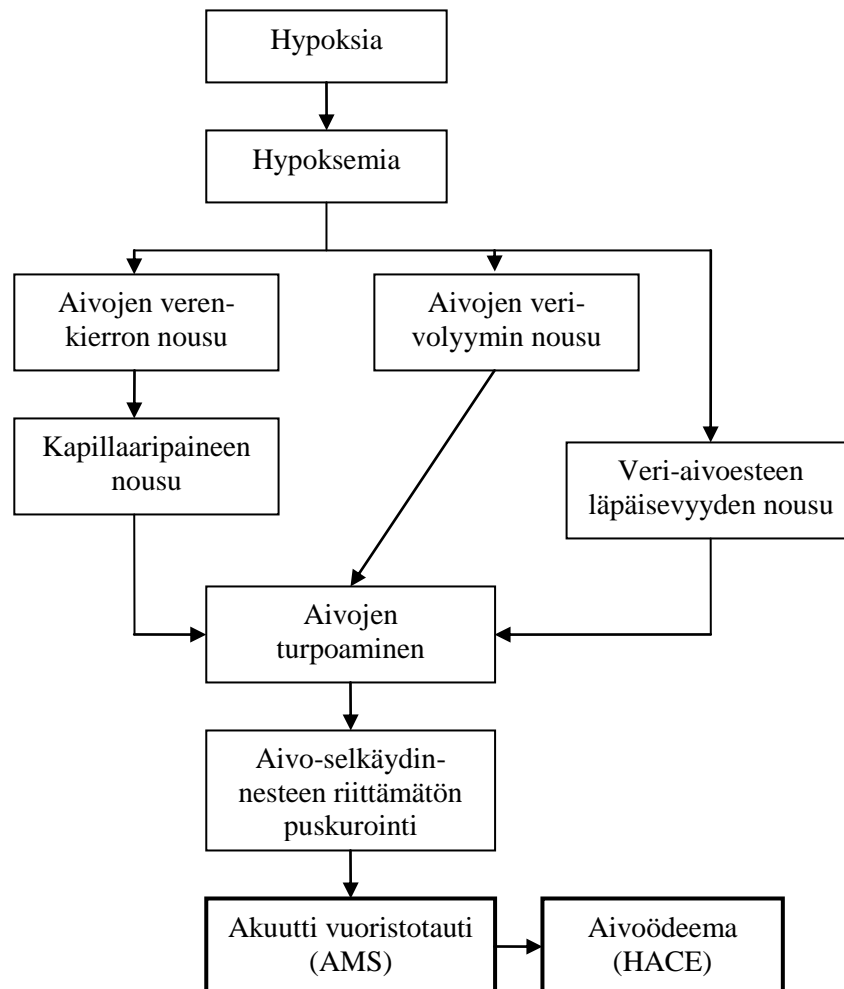 Hypoksia
Hypoksemia
Aivojen veren-
kierron nousu
Aivojen veri-
volyymin nousu
Kapillaaripaineen
nousu
Veri-aivoesteen
läpäisevyyden nousu
Aivojen
turpoaminen
Aivo-selkäydin-
nesteen riittämätön
puskurointi
Akuutti vuoristotauti
(AMS)
Aivoödeema
(HACE)